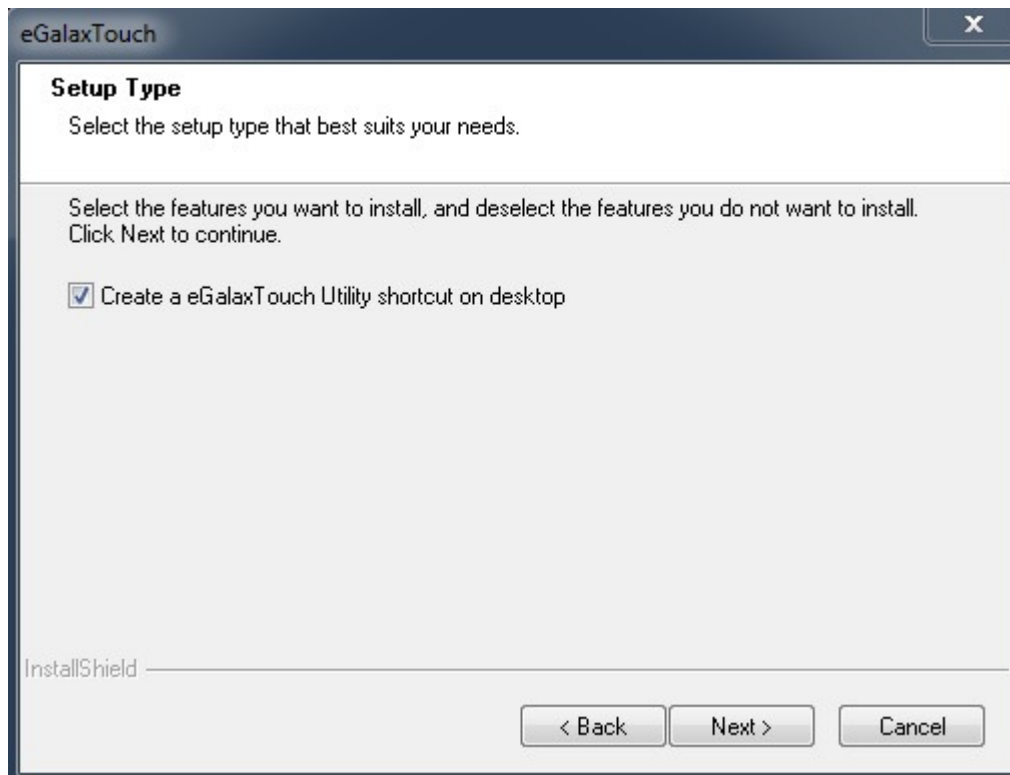 eGalaxTouch
Setup Type
Select the setup type that best suits your needs.
Select the features you want to install, and deselect the features you do not want to install.
Click Next to continue.
Create a eGalaxTouch Utility shortcut on desktop
InstallShield
< Back Next > Cancel